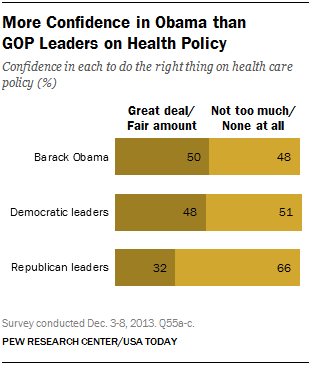 More Confidence in Obama than
GOP Leaders on Health Policy
Confidence in each to do the right thing on health care
policy (%)
Great deal/ Not too much/
Fair amount None at all
Barack Obama 50 48
Democratic leaders 48 51
Republican leaders 32 66
Survey conducted Dec. 3-8, 2013. Q55a-c.
PEW RESEARCH CENTER/USA TODAY